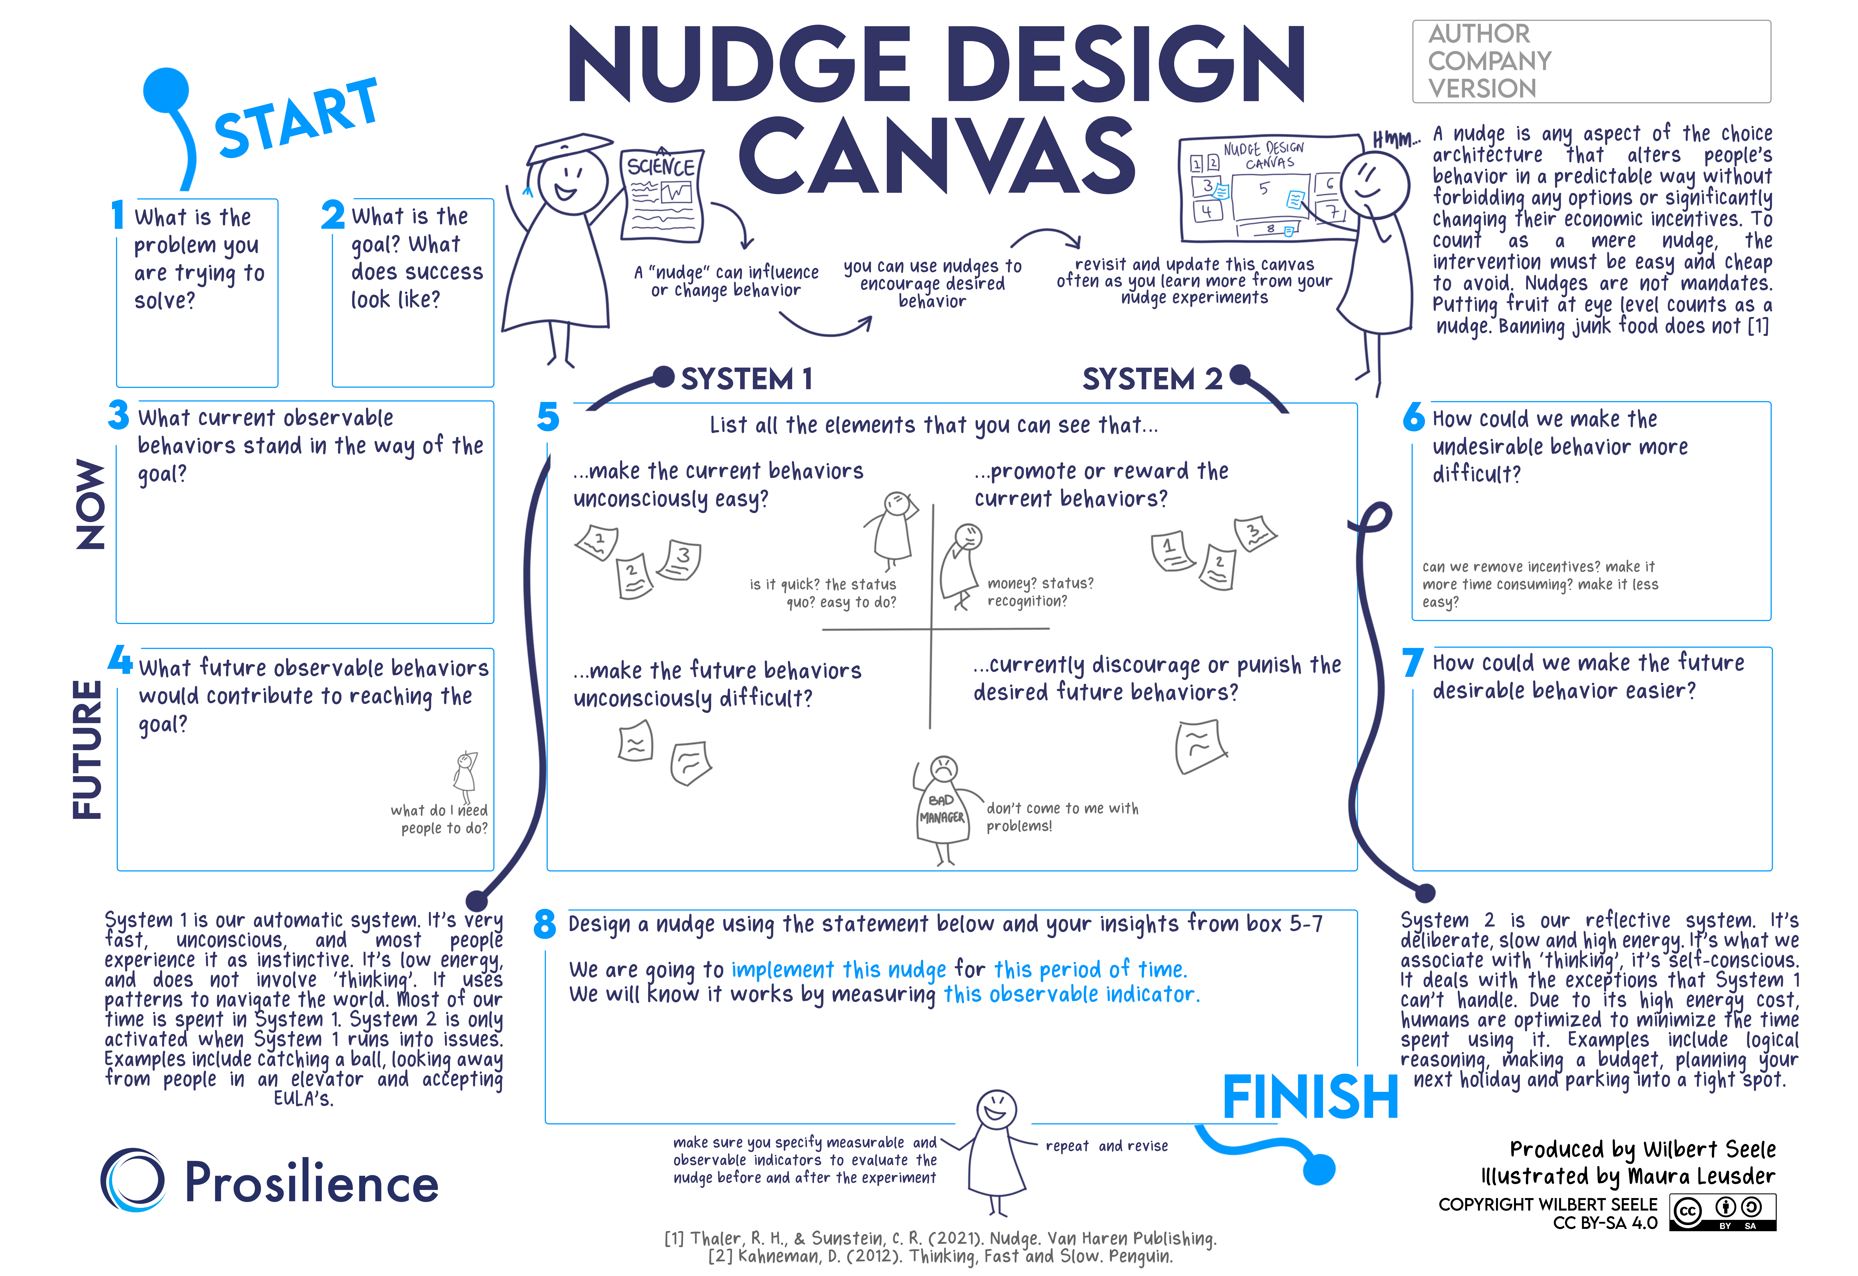 NUDGE DESIGN
CANVAS
AUTHOR
COMPANY
VERSION
START
SCIENCE
NUDGE DESIGN
CANVAS
1 2
3
4
5
6
7
8
HMM...
A nudge is any aspect of the choice
architecture that alters people's
behavior in a predictable way without
forbidding any options or significantly
changing their economic incentives. To
count as a mere nudge, the
intervention must be easy and cheap
to avoid. Nudges are not mandates.
Putting fruit at eye level counts as a
nudge. Banning junk food does not [1]
1 What is the
problem you
are trying to
solve?
2 What is the
goal? What
does success
look like?
A “nudge” can influence
or change behavior
you can use nudges to
encourage desired
behavior
revisit and update this canvas
often as you learn more from your
nudge experiments
SYSTEM 1
SYSTEM 2
NOW
3 What current observable
behaviors stand in the way of the
goal?
FUTURE
4 What future observable behaviors
would contribute to reaching the
goal?
what do I need
people to do?
5 List all the elements that you can see that...
...make the current behaviors
unconsciously easy?
1
2
3
is it quick? the status
quo? easy to do?
...promote or reward the
current behaviors?
1
2
3
money? status?
recognition?
...make the future behaviors
unconsciously difficult?
...currently discourage or punish the
desired future behaviors?
BAD
MANAGER
don't come to me with
problems!
6 How could we make the
undesirable behavior more
difficult?
can we remove incentives? make it
more time consuming? make it less
easy?
7 How could we make the future
desirable behavior easier?
System 1 is our automatic system. It's very
fast, unconscious, and most people
experience it as instinctive. It's low energy,
and does not involve 'thinking'. It uses
patterns to navigate the world. Most of our
time is spent in System 1. System 2 is only
activated when System 1 runs into issues.
Examples include catching a ball, looking away
from people in an elevator and accepting
EULA's.
8 Design a nudge using the statement below and your insights from box 5-7
We are going to implement this nudge for this period of time.
We will know it works by measuring this observable indicator.
FINISH
make sure you specify measurable and
observable indicators to evaluate the
nudge before and after the experiment
repeat and revise
System 2 is our reflective system. It's
deliberate, slow and high energy. It's what we
associate with 'thinking', it's self-conscious.
It deals with the exceptions that System 1
can't handle. Due to its high energy cost,
humans are optimized to minimize the time
spent using it. Examples include logical
reasoning, making a budget, planning your
next holiday and parking into a tight spot.
Prosilience
Produced by Wilbert Seele
Illustrated by Maura Leusder
COPYRIGHT WILBERT SEELE
CC BY-SA 4.0
cc
BY SA
[1] Thaler, R. H., & Sunstein, C. R. (2021). Nudge. Van Haren Publishing.
[2] Kahneman, D. (2012). Thinking, Fast and Slow. Penguin.